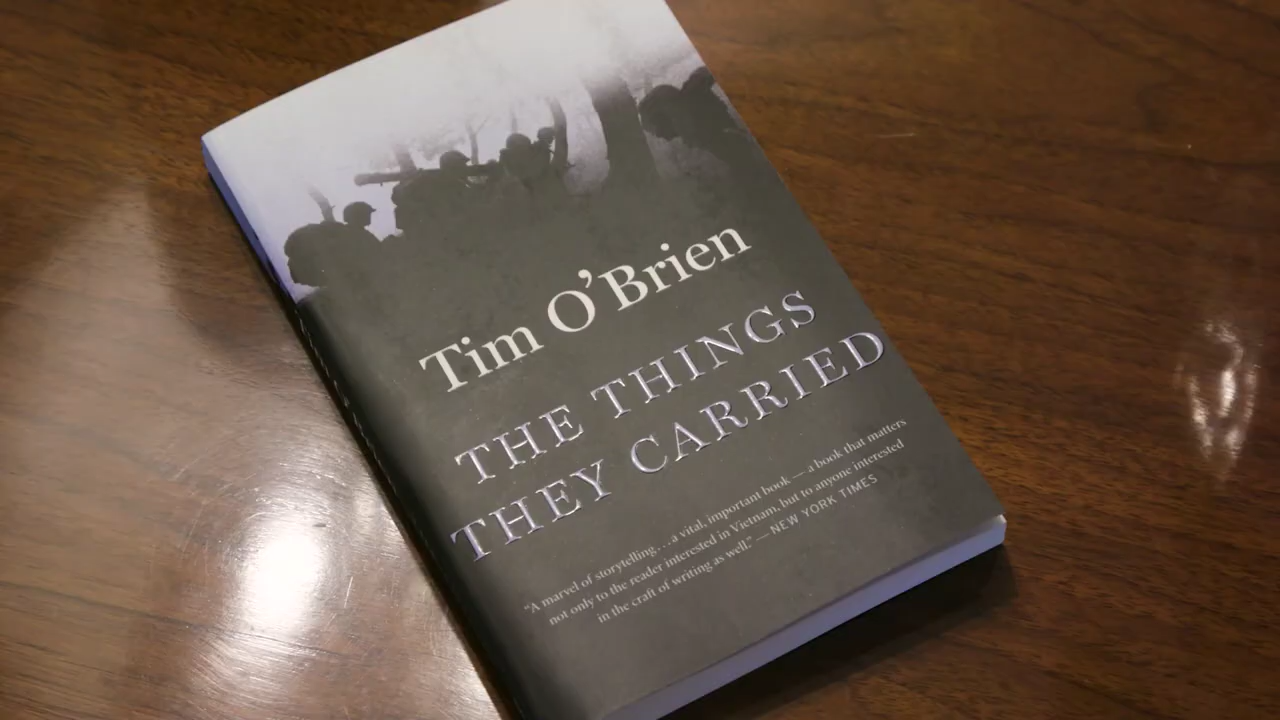 Tim O'Brien
THE THINGS
THEY CARRIED
"A marvel of storytelling...a vital, important book — a book that matters
not only to the reader interested in Vietnam, but to anyone interested
in the craft of writing as well." — NEW YORK TIMES